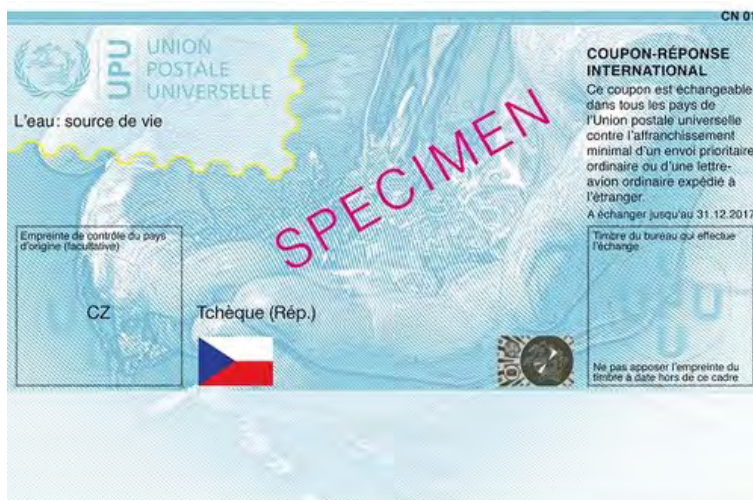 CN 01
UPU
UNION
POSTALE
UNIVERSELLE
L'eau: source de vie
COUPON-RÉPONSE
INTERNATIONAL
Ce coupon est échangeable
dans tous les pays de
l'Union postale universelle
contre l'affranchissement
minimal d'un envoi prioritaire
ordinaire ou d'une lettre-
avion ordinaire expédié à
l'étranger.
A échanger jusqu'au 31.12.2017
SPECIMEN
Empreinte de contrôle du pays
d'origine (facultative)
CZ
Tchèque (Rép.)
Timbre du bureau qui effectue
l'échange
Ne pas apposer l'empreinte du
timbre à date hors de ce cadre